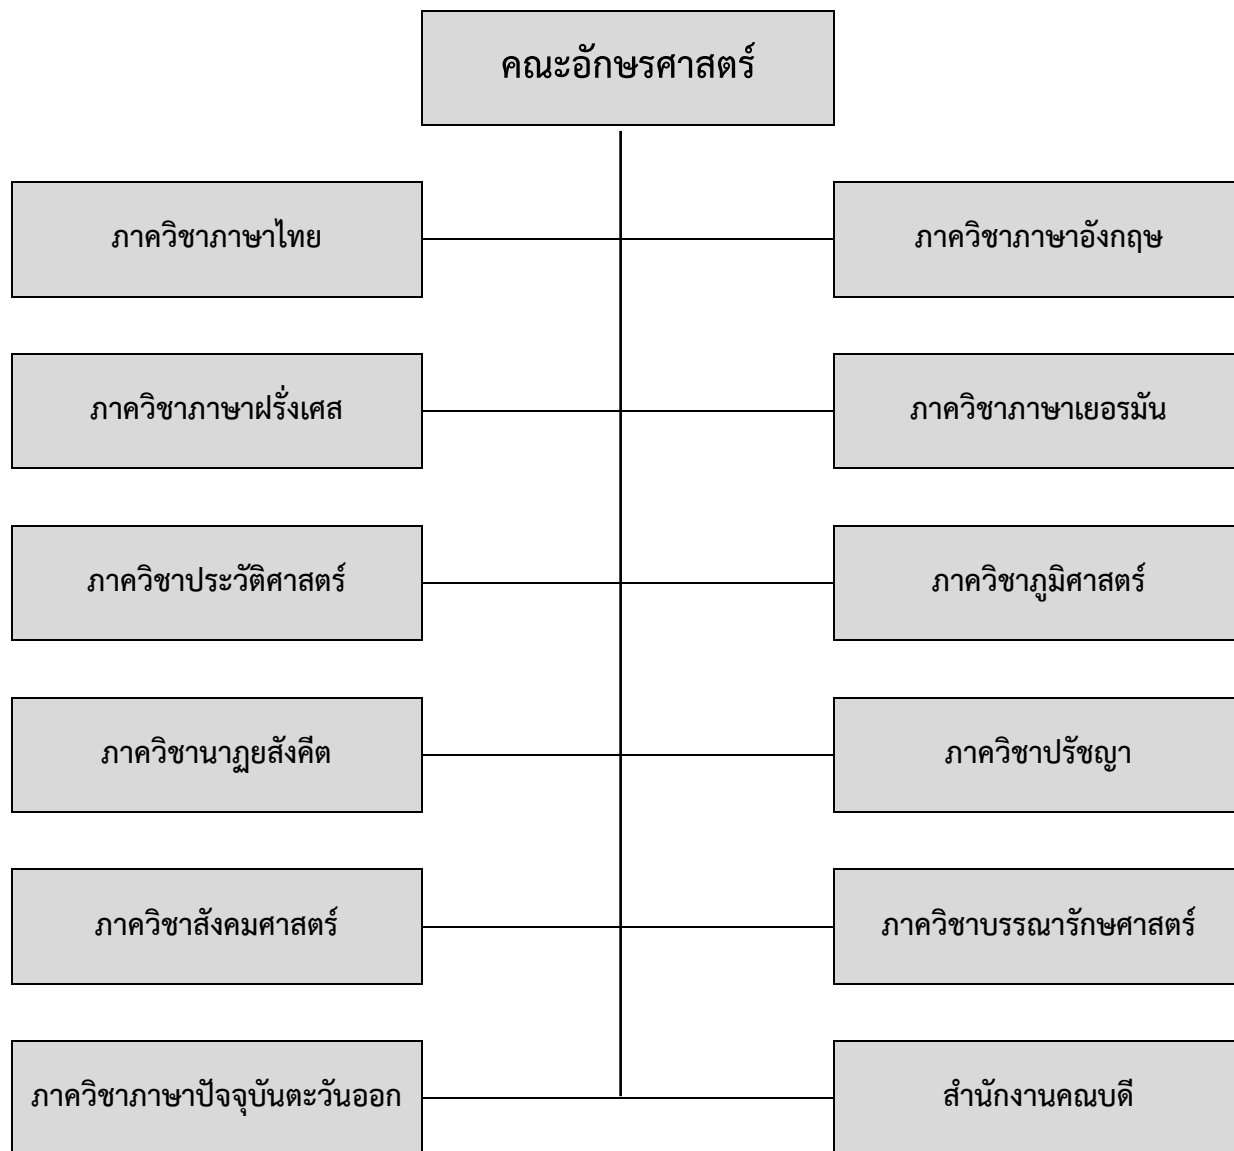 คณะอักษรศาสตร์
ภาควิชาภาษาไทย
ภาควิชาภาษาอังกฤษ
ภาควิชาภาษาฝรั่งเศส
ภาควิชาภาษาเยอรมัน
ภาควิชาประวัติศาสตร์
ภาควิชาภูมิศาสตร์
ภาควิชานาฏยสังคีต
ภาควิชาปรัชญา
ภาควิชาสังคมศาสตร์
ภาควิชาบรรณารักษศาสตร์
ภาควิชาภาษาปัจจุบันตะวันออก
สำนักงานคณบดี